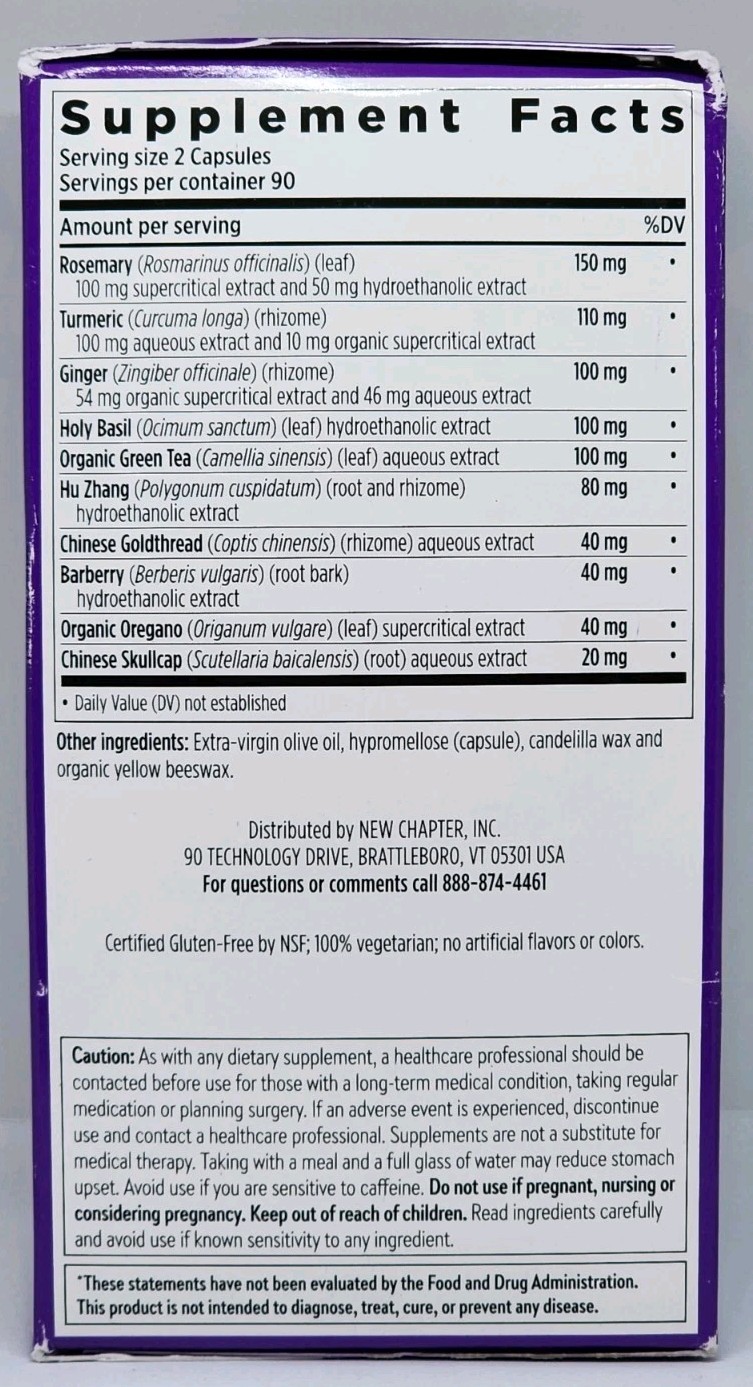 Supplement Facts
Serving size 2 Capsules
Servings per container 90
Amount per serving %DV
Rosemary (Rosmarinus officinalis) (leaf) 150 mg •
100 mg supercritical extract and 50 mg hydroethanolic extract
Turmeric (Curcuma longa) (rhizome) 110 mg •
100 mg aqueous extract and 10 mg organic supercritical extract
Ginger (Zingiber officinale) (rhizome) 100 mg •
54 mg organic supercritical extract and 46 mg aqueous extract
Holy Basil (Ocimum sanctum) (leaf) hydroethanolic extract 100 mg •
Organic Green Tea (Camellia sinensis) (leaf) aqueous extract 100 mg •
Hu Zhang (Polygonum cuspidatum) (root and rhizome) 80 mg •
hydroethanolic extract
Chinese Goldthread (Coptis chinensis) (rhizome) aqueous extract 40 mg •
Barberry (Berberis vulgaris) (root bark) 40 mg •
hydroethanolic extract
Organic Oregano (Origanum vulgare) (leaf) supercritical extract 40 mg •
Chinese Skullcap (Scutellaria baicalensis) (root) aqueous extract 20 mg •
• Daily Value (DV) not established
Other ingredients: Extra-virgin olive oil, hypromellose (capsule), candelilla wax and
organic yellow beeswax.
Distributed by NEW CHAPTER, INC.
90 TECHNOLOGY DRIVE, BRATTLEBORO, VT 05301 USA
For questions or comments call 888-874-4461
Certified Gluten-Free by NSF; 100% vegetarian; no artificial flavors or colors.
Caution: As with any dietary supplement, a healthcare professional should be
contacted before use for those with a long-term medical condition, taking regular
medication or planning surgery. If an adverse event is experienced, discontinue
use and contact a healthcare professional. Supplements are not a substitute for
medical therapy. Taking with a meal and a full glass of water may reduce stomach
upset. Avoid use if you are sensitive to caffeine. Do not use if pregnant, nursing or
considering pregnancy. Keep out of reach of children. Read ingredients carefully
and avoid use if known sensitivity to any ingredient.
*These statements have not been evaluated by the Food and Drug Administration.
This product is not intended to diagnose, treat, cure, or prevent any disease.